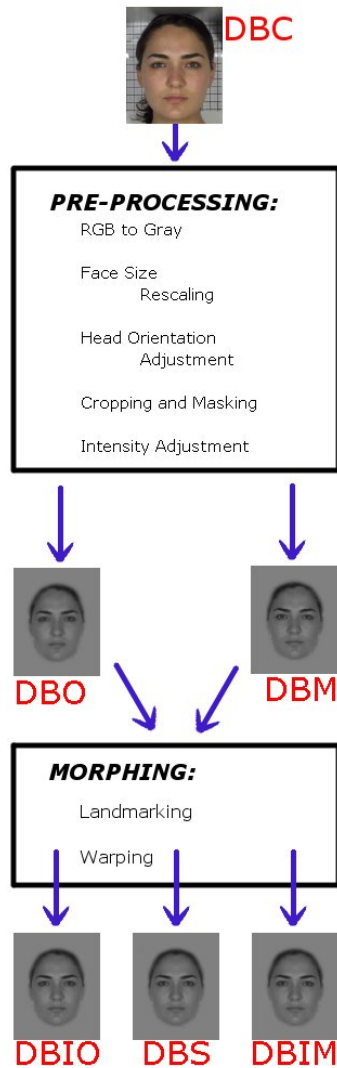 DBC
PRE-PROCESSING:
RGB to Gray
Face Size
Rescaling
Head Orientation
Adjustment
Cropping and Masking
Intensity Adjustment
DBO
DBM
MORPHING:
Landmarking
Warping
DBIO
DBS
DBIM